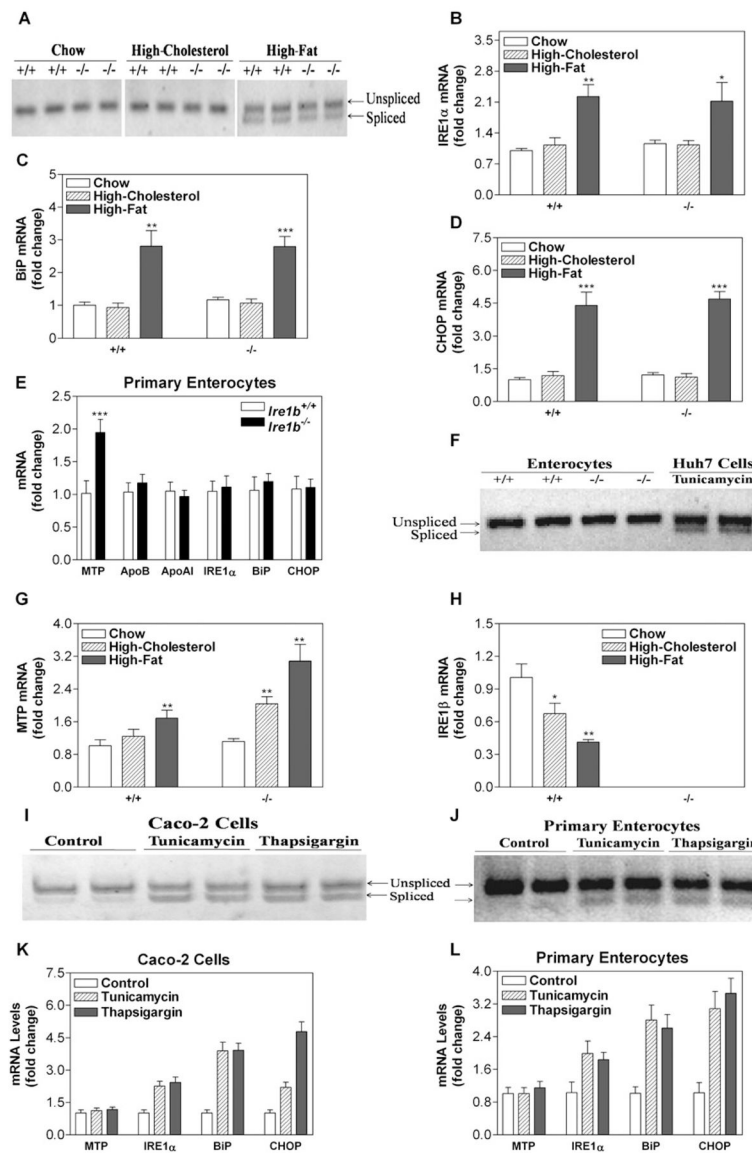 A
Chow High-Cholesterol High-Fat
+/+ +/+ -/- -/- +/+ +/+ -/- -/- +/+ +/+ -/- -/-
Unspliced
Spliced
B
IRE1α mRNA
(fold change)
3.5
2.8
2.1
1.4
0.7
0.0
Chow
High-Cholesterol
High-Fat
** *
+/+ -/-
C
BiP mRNA
(fold change)
5
4
3
2
1
0
Chow
High-Cholesterol
High-Fat
** ***
+/+ -/-
D
CHOP mRNA
(fold change)
7.5
6.0
4.5
3.0
1.5
0.0
Chow
High-Cholesterol
High-Fat
*** ***
+/+ -/-
E
Primary Enterocytes
mRNA
(fold change)
2.5
2.0
1.5
1.0
0.5
0.0
***
Ire1b+/+
Ire1b-/-
MTP ApoB ApoAI IRE1α BiP CHOP
F
Enterocytes Huh7 Cells
+/+ +/+ -/- -/- Tunicamycin
Unspliced
Spliced
G
MTP mRNA
(fold change)
4.0
3.2
2.4
1.6
0.8
0.0
Chow
High-Cholesterol
High-Fat
** ** **
+/+ -/-
H
IRE1β mRNA
(fold change)
1.5
1.2
0.9
0.6
0.3
0.0
Chow
High-Cholesterol
High-Fat
* **
+/+ -/-
I
Caco-2 Cells
Control Tunicamycin Thapsigargin
Unspliced
Spliced
J
Primary Enterocytes
Control Tunicamycin Thapsigargin
K
Caco-2 Cells
mRNA Levels
(fold change)
7.5
6.0
4.5
3.0
1.5
0.0
Control
Tunicamycin
Thapsigargin
MTP IRE1α BiP CHOP
L
Primary Enterocytes
mRNA Levels
(fold change)
4.0
3.2
2.4
1.6
0.8
0.0
Control
Tunicamycin
Thapsigargin
MTP IRE1α BiP CHOP